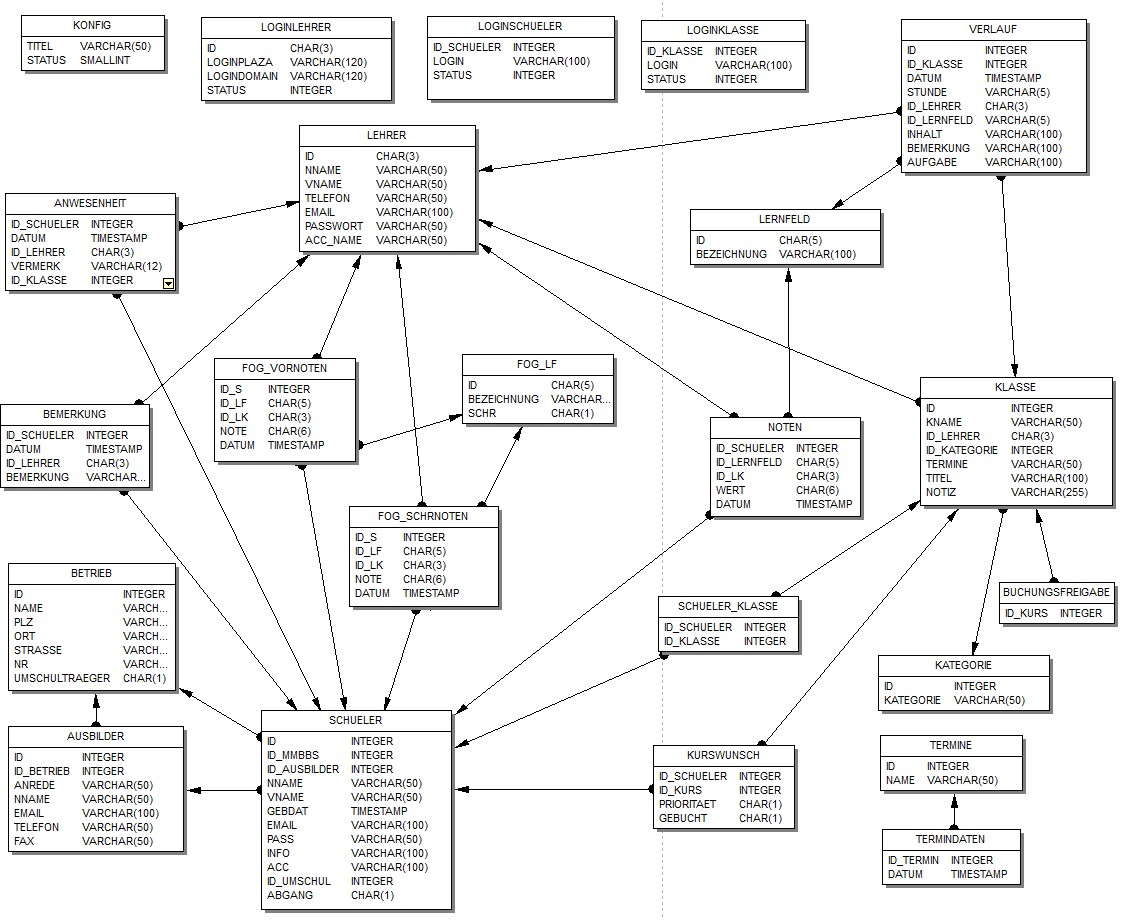 KONFIG
TITEL VARCHAR(50)
STATUS SMALLINT
LOGINLEHRER
ID CHAR(3)
LOGINPLAZA VARCHAR(120)
LOGINDOMAIN VARCHAR(120)
STATUS INTEGER
LOGINSCHUELER
ID_SCHUELER INTEGER
LOGIN VARCHAR(100)
STATUS INTEGER
LOGINKLASSE
ID_KLASSE INTEGER
LOGIN VARCHAR(100)
STATUS INTEGER
VERLAUF
ID INTEGER
ID_KLASSE INTEGER
DATUM TIMESTAMP
STUNDE VARCHAR(5)
ID_LEHRER CHAR(3)
ID_LERNFELD VARCHAR(5)
INHALT VARCHAR(100)
BEMERKUNG VARCHAR(100)
AUFGABE VARCHAR(100)
LEHRER
ID CHAR(3)
NNAME VARCHAR(50)
VNAME VARCHAR(50)
TELEFON VARCHAR(50)
EMAIL VARCHAR(100)
PASSWORT VARCHAR(50)
ACC_NAME VARCHAR(50)
ANWESENHEIT
ID_SCHUELER INTEGER
DATUM TIMESTAMP
ID_LEHRER CHAR(3)
VERMERK VARCHAR(12)
ID_KLASSE INTEGER
LERNFELD
ID CHAR(5)
BEZEICHNUNG VARCHAR(100)
FOG_VORNOTEN
ID_S INTEGER
ID_LF CHAR(5)
ID_LK CHAR(3)
NOTE CHAR(6)
DATUM TIMESTAMP
FOG_LF
ID CHAR(5)
BEZEICHNUNG VARCHAR...
SCHR CHAR(1)
KLASSE
ID INTEGER
KNAME VARCHAR(50)
ID_LEHRER CHAR(3)
ID_KATEGORIE INTEGER
TERMINE VARCHAR(50)
TITEL VARCHAR(100)
NOTIZ VARCHAR(255)
BEMERKUNG
ID_SCHUELER INTEGER
DATUM TIMESTAMP
ID_LEHRER CHAR(3)
BEMERKUNG VARCHAR...
NOTEN
ID_SCHUELER INTEGER
ID_LERNFELD CHAR(5)
ID_LK CHAR(3)
WERT CHAR(6)
DATUM TIMESTAMP
FOG_SCHRNOTEN
ID_S INTEGER
ID_LF CHAR(5)
ID_LK CHAR(3)
NOTE CHAR(6)
DATUM TIMESTAMP
BETRIEB
ID INTEGER
NAME VARCH...
PLZ VARCH...
ORT VARCH...
STRASSE VARCH...
NR VARCH...
UMSCHULTRAEGER CHAR(1)
SCHUELER_KLASSE
ID_SCHUELER INTEGER
ID_KLASSE INTEGER
BUCHUNGSFREIGABE
ID_KURS INTEGER
KATEGORIE
ID INTEGER
KATEGORIE VARCHAR(50)
AUSBILDER
ID INTEGER
ID_BETRIEB INTEGER
ANREDE VARCHAR(50)
NNAME VARCHAR(50)
EMAIL VARCHAR(100)
TELEFON VARCHAR(50)
FAX VARCHAR(50)
SCHUELER
ID INTEGER
ID_MMBBS INTEGER
ID_AUSBILDER INTEGER
NNAME VARCHAR(50)
VNAME VARCHAR(50)
GEBDAT TIMESTAMP
EMAIL VARCHAR(100)
PASS VARCHAR(50)
INFO VARCHAR(100)
ACC VARCHAR(100)
ID_UMSCHUL INTEGER
ABGANG CHAR(1)
KURSWUNSCH
ID_SCHUELER INTEGER
ID_KURS INTEGER
PRIORITAET CHAR(1)
GEBUCHT CHAR(1)
TERMINE
ID INTEGER
NAME VARCHAR(50)
TERMINDATEN
ID_TERMIN INTEGER
DATUM TIMESTAMP